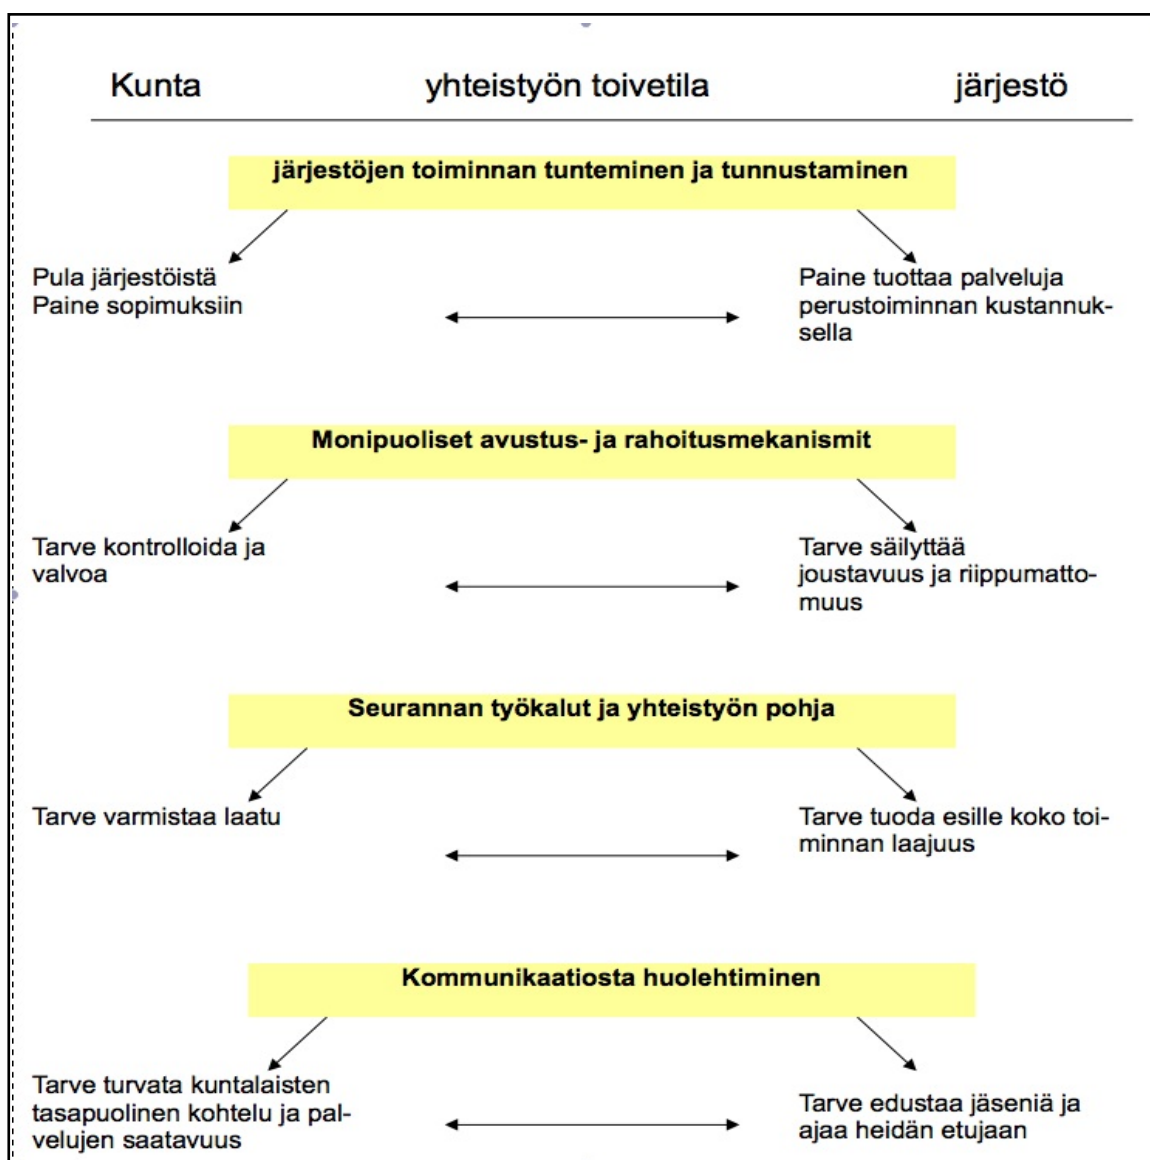 Kunta yhteistyön toivetila järjestö
järjestöjen toiminnan tunteminen ja tunnustaminen
Pula järjestöistä
Paine sopimuksiin
Paine tuottaa palveluja
perustoiminnan kustannuk-
sella
Monipuoliset avustus- ja rahoitusmekanismit
Tarve kontrolloida ja
valvoa
Tarve säilyttää
joustavuus ja riippumatto-
muus
Seurannan työkalut ja yhteistyön pohja
Tarve varmistaa laatu
Tarve tuoda esille koko toi-
minnan laajuus
Kommunikaatiosta huolehtiminen
Tarve turvata kuntalaisten
tasapuolinen kohtelu ja pal-
velujen saatavuus
Tarve edustaa jäseniä ja
ajaa heidän etujaan